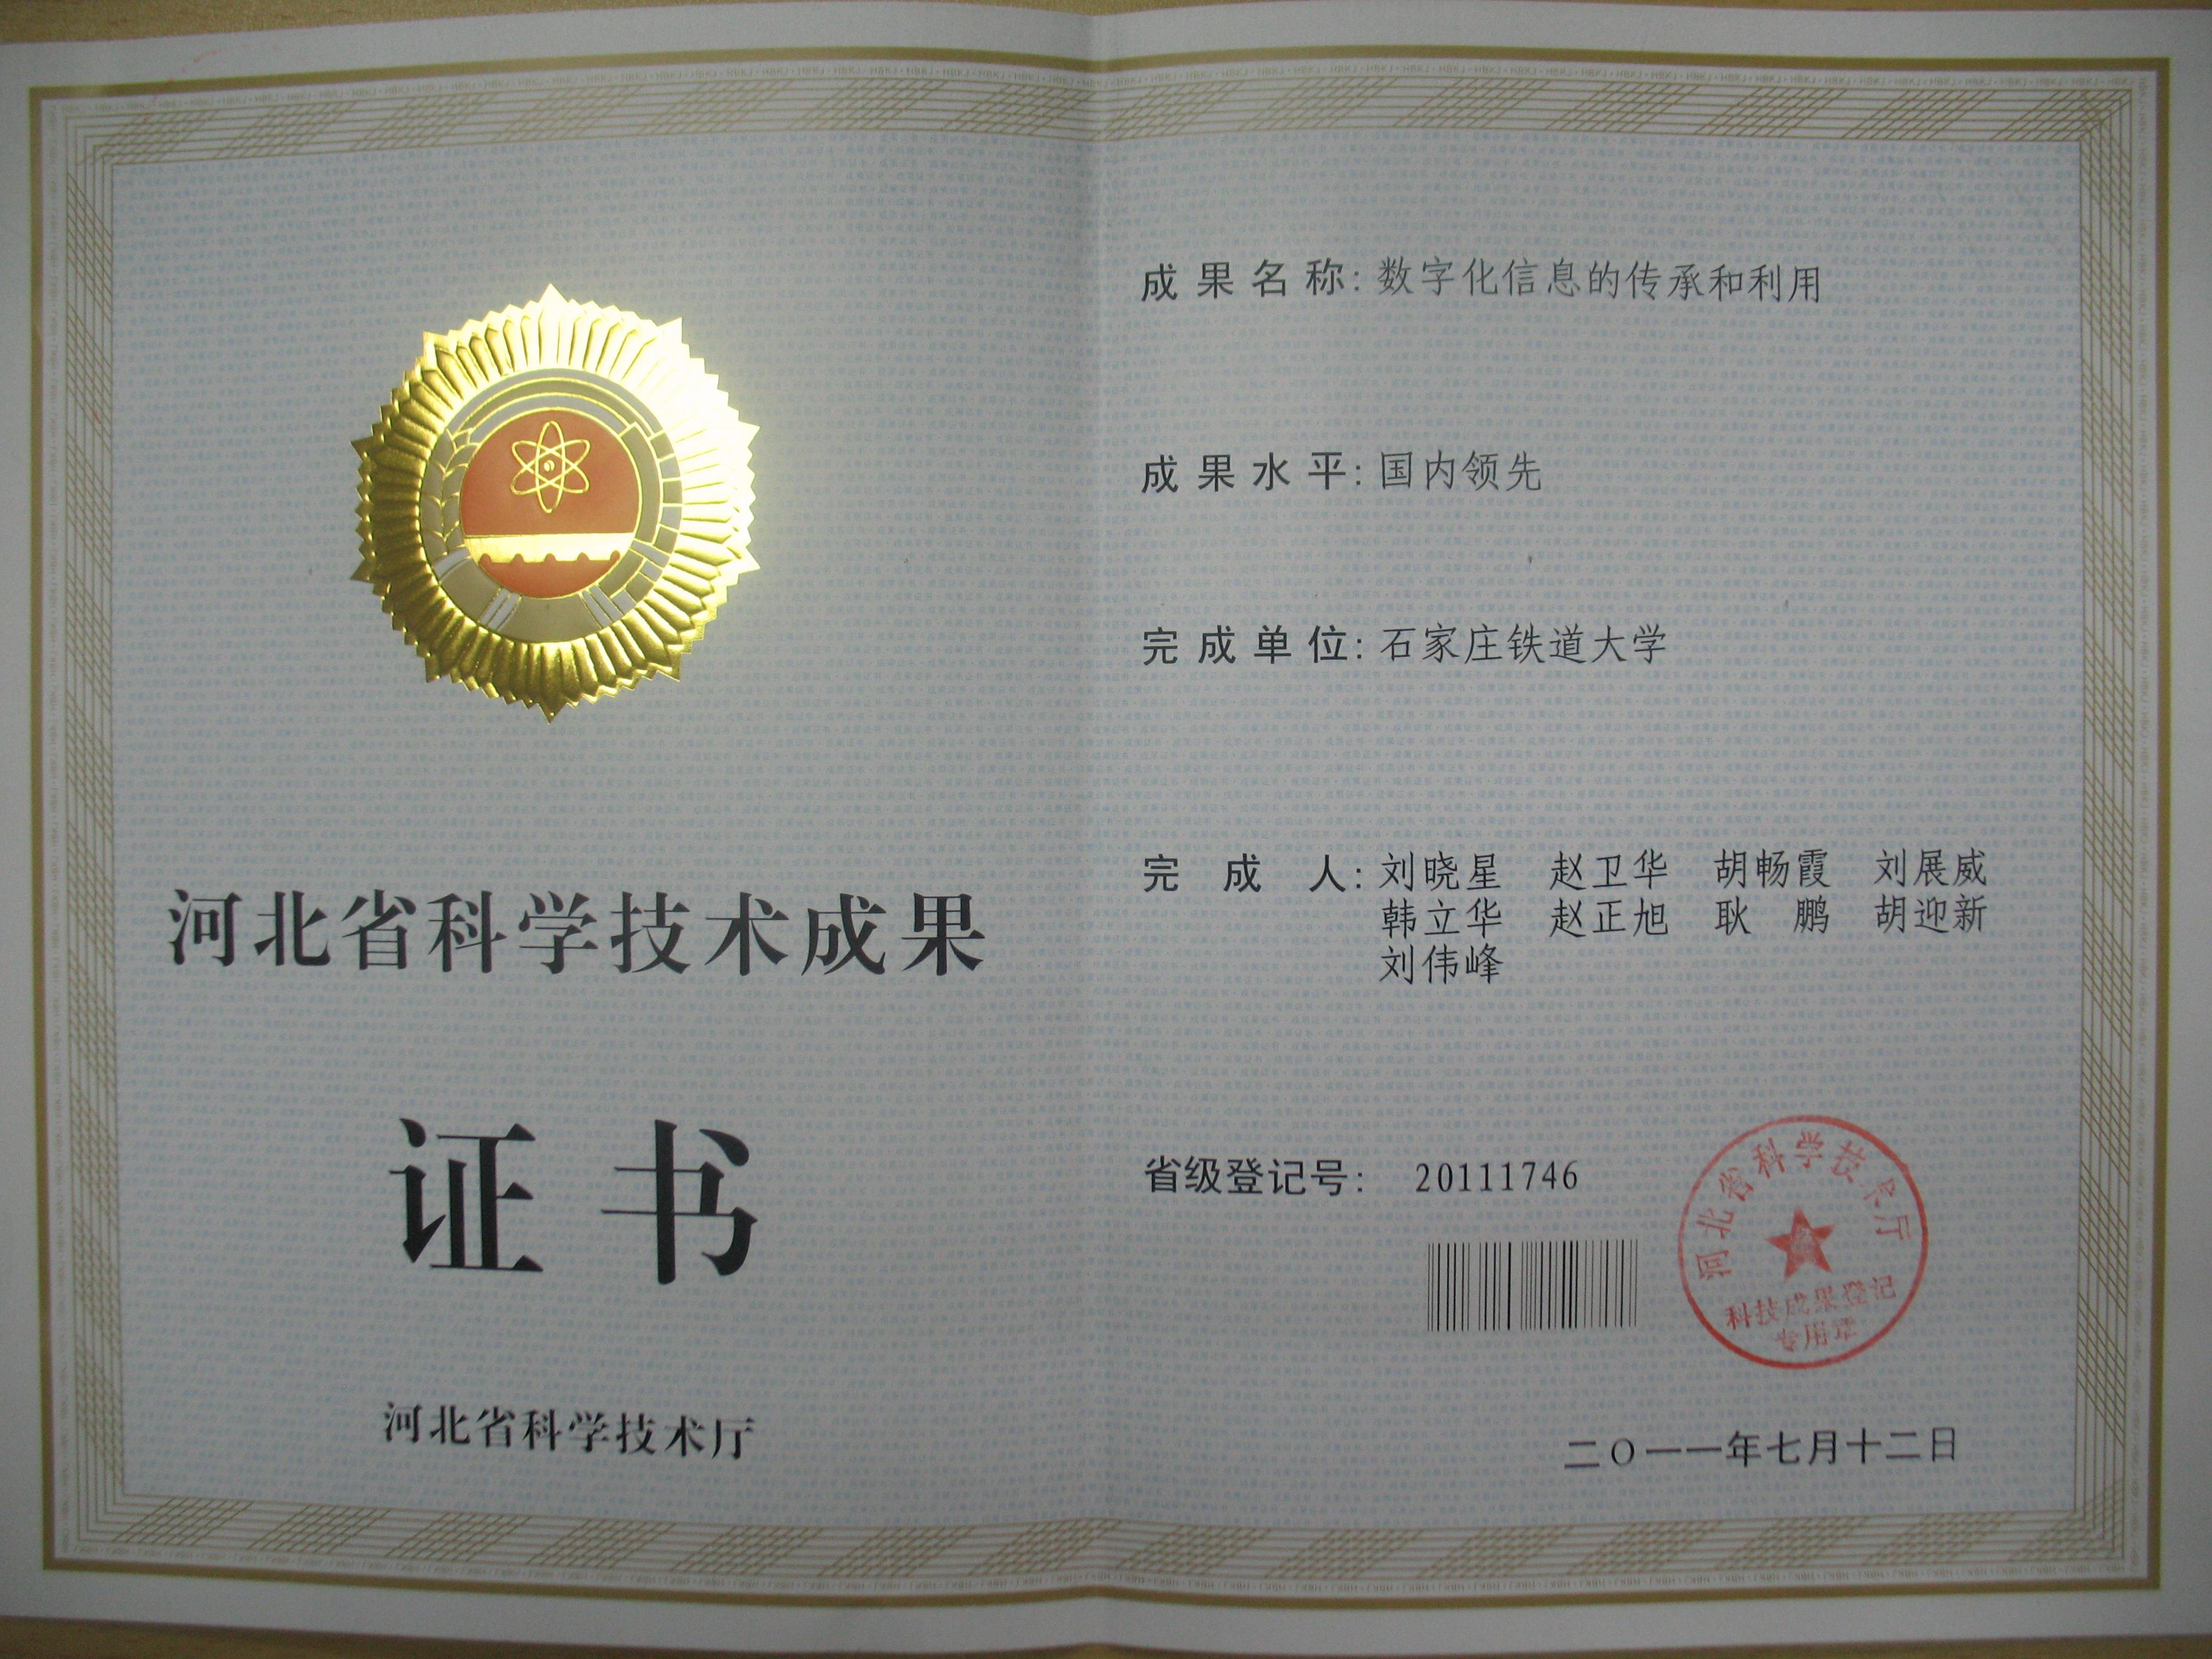 河北省科学技术成果
证书
河北省科学技术厅
成果名称：数字化信息的传承和利用
成果水平：国内领先
完成单位：石家庄铁道大学
完成人：刘晓星 赵卫华 胡畅霞 刘展威
韩立华 赵正旭 耿鹏 胡迎新
刘伟峰
省级登记号： 20111746
河北省科学技术厅
科技成果登记
专用章
二〇一一年七月十二日